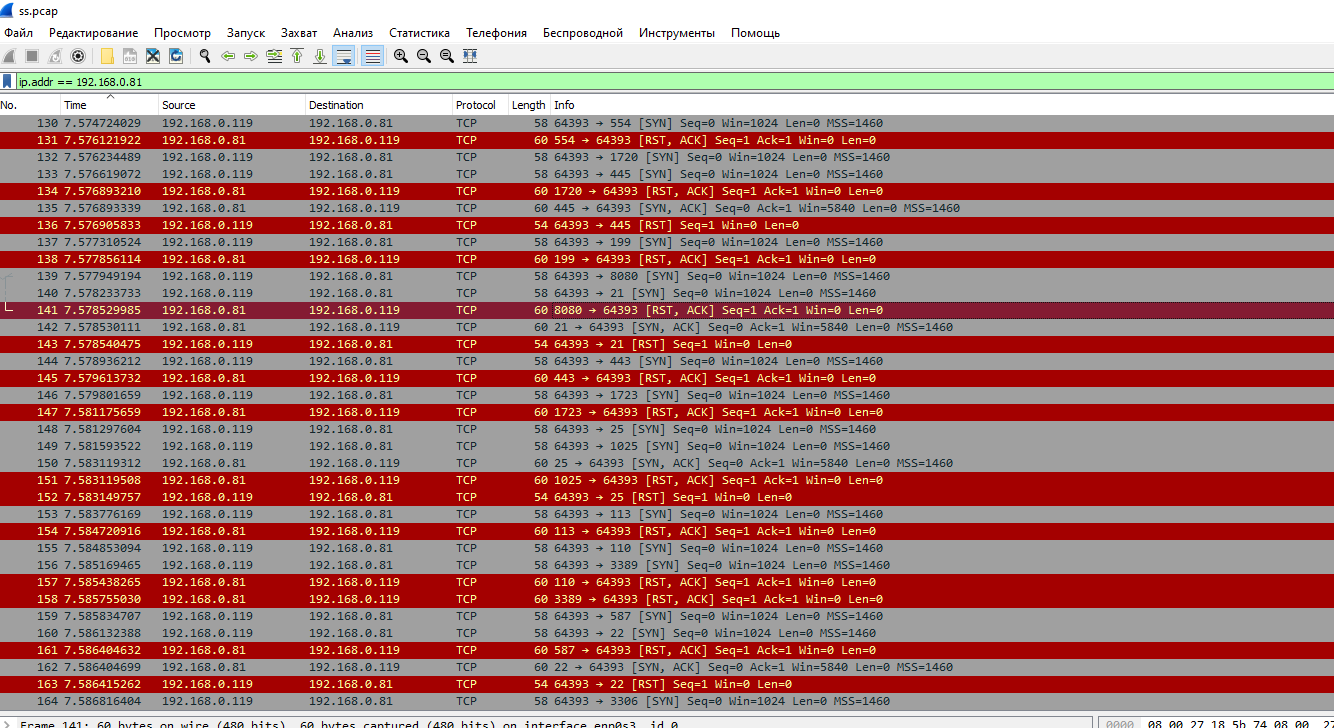 ss.pcap
Файл Редактирование Просмотр Запуск Захват Анализ Статистика Телефония Беспроводной Инструменты Помощь
ip.addr == 192.168.0.81
No. Time Source Destination Protocol Length Info
130 7.574724029 192.168.0.119 192.168.0.81 TCP 58 64393 → 554 [SYN] Seq=0 Win=1024 Len=0 MSS=1460
131 7.576121922 192.168.0.81 192.168.0.119 TCP 60 554 → 64393 [RST, ACK] Seq=1 Ack=1 Win=0 Len=0
132 7.576234489 192.168.0.119 192.168.0.81 TCP 58 64393 → 1720 [SYN] Seq=0 Win=1024 Len=0 MSS=1460
133 7.576619072 192.168.0.119 192.168.0.81 TCP 58 64393 → 445 [SYN] Seq=0 Win=1024 Len=0 MSS=1460
134 7.576893210 192.168.0.81 192.168.0.119 TCP 60 1720 → 64393 [RST, ACK] Seq=1 Ack=1 Win=0 Len=0
135 7.576893339 192.168.0.81 192.168.0.119 TCP 60 445 → 64393 [SYN, ACK] Seq=0 Ack=1 Win=5840 Len=0 MSS=1460
136 7.576905833 192.168.0.119 192.168.0.81 TCP 54 64393 → 445 [RST] Seq=1 Win=0 Len=0
137 7.577310524 192.168.0.119 192.168.0.81 TCP 58 64393 → 199 [SYN] Seq=0 Win=1024 Len=0 MSS=1460
138 7.577856114 192.168.0.81 192.168.0.119 TCP 60 199 → 64393 [RST, ACK] Seq=1 Ack=1 Win=0 Len=0
139 7.577949194 192.168.0.119 192.168.0.81 TCP 58 64393 → 8080 [SYN] Seq=0 Win=1024 Len=0 MSS=1460
140 7.578233733 192.168.0.119 192.168.0.81 TCP 58 64393 → 21 [SYN] Seq=0 Win=1024 Len=0 MSS=1460
141 7.578529985 192.168.0.81 192.168.0.119 TCP 60 8080 → 64393 [RST, ACK] Seq=1 Ack=1 Win=0 Len=0
142 7.578530111 192.168.0.81 192.168.0.119 TCP 60 21 → 64393 [SYN, ACK] Seq=0 Ack=1 Win=5840 Len=0 MSS=1460
143 7.578540475 192.168.0.119 192.168.0.81 TCP 54 64393 → 21 [RST] Seq=1 Win=0 Len=0
144 7.578936212 192.168.0.119 192.168.0.81 TCP 58 64393 → 443 [SYN] Seq=0 Win=1024 Len=0 MSS=1460
145 7.579613732 192.168.0.81 192.168.0.119 TCP 60 443 → 64393 [RST, ACK] Seq=1 Ack=1 Win=0 Len=0
146 7.579801659 192.168.0.119 192.168.0.81 TCP 58 64393 → 1723 [SYN] Seq=0 Win=1024 Len=0 MSS=1460
147 7.581175659 192.168.0.81 192.168.0.119 TCP 60 1723 → 64393 [RST, ACK] Seq=1 Ack=1 Win=0 Len=0
148 7.581297604 192.168.0.119 192.168.0.81 TCP 58 64393 → 25 [SYN] Seq=0 Win=1024 Len=0 MSS=1460
149 7.581593522 192.168.0.119 192.168.0.81 TCP 58 64393 → 1025 [SYN] Seq=0 Win=1024 Len=0 MSS=1460
150 7.583119312 192.168.0.81 192.168.0.119 TCP 60 25 → 64393 [SYN, ACK] Seq=0 Ack=1 Win=5840 Len=0 MSS=1460
151 7.583119508 192.168.0.81 192.168.0.119 TCP 60 1025 → 64393 [RST, ACK] Seq=1 Ack=1 Win=0 Len=0
152 7.583149757 192.168.0.119 192.168.0.81 TCP 54 64393 → 25 [RST] Seq=1 Win=0 Len=0
153 7.583776169 192.168.0.119 192.168.0.81 TCP 58 64393 → 113 [SYN] Seq=0 Win=1024 Len=0 MSS=1460
154 7.584720916 192.168.0.81 192.168.0.119 TCP 60 113 → 64393 [RST, ACK] Seq=1 Ack=1 Win=0 Len=0
155 7.584853094 192.168.0.119 192.168.0.81 TCP 58 64393 → 110 [SYN] Seq=0 Win=1024 Len=0 MSS=1460
156 7.585169465 192.168.0.119 192.168.0.81 TCP 58 64393 → 3389 [SYN] Seq=0 Win=1024 Len=0 MSS=1460
157 7.585438265 192.168.0.81 192.168.0.119 TCP 60 110 → 64393 [RST, ACK] Seq=1 Ack=1 Win=0 Len=0
158 7.585755030 192.168.0.81 192.168.0.119 TCP 60 3389 → 64393 [RST, ACK] Seq=1 Ack=1 Win=0 Len=0
159 7.585834707 192.168.0.119 192.168.0.81 TCP 58 64393 → 587 [SYN] Seq=0 Win=1024 Len=0 MSS=1460
160 7.586132388 192.168.0.119 192.168.0.81 TCP 58 64393 → 22 [SYN] Seq=0 Win=1024 Len=0 MSS=1460
161 7.586404632 192.168.0.81 192.168.0.119 TCP 60 587 → 64393 [RST, ACK] Seq=1 Ack=1 Win=0 Len=0
162 7.586404699 192.168.0.81 192.168.0.119 TCP 60 22 → 64393 [SYN, ACK] Seq=0 Ack=1 Win=5840 Len=0 MSS=1460
163 7.586415262 192.168.0.119 192.168.0.81 TCP 54 64393 → 22 [RST] Seq=1 Win=0 Len=0
164 7.586816404 192.168.0.119 192.168.0.81 TCP 58 64393 → 3306 [SYN] Seq=0 Win=1024 Len=0 MSS=1460
Frame 141: 60 bytes on wire (480 bits), 60 bytes captured (480 bits) on interface enp0s3, id 0
0000 08 00 27 18 5b 74 08 00